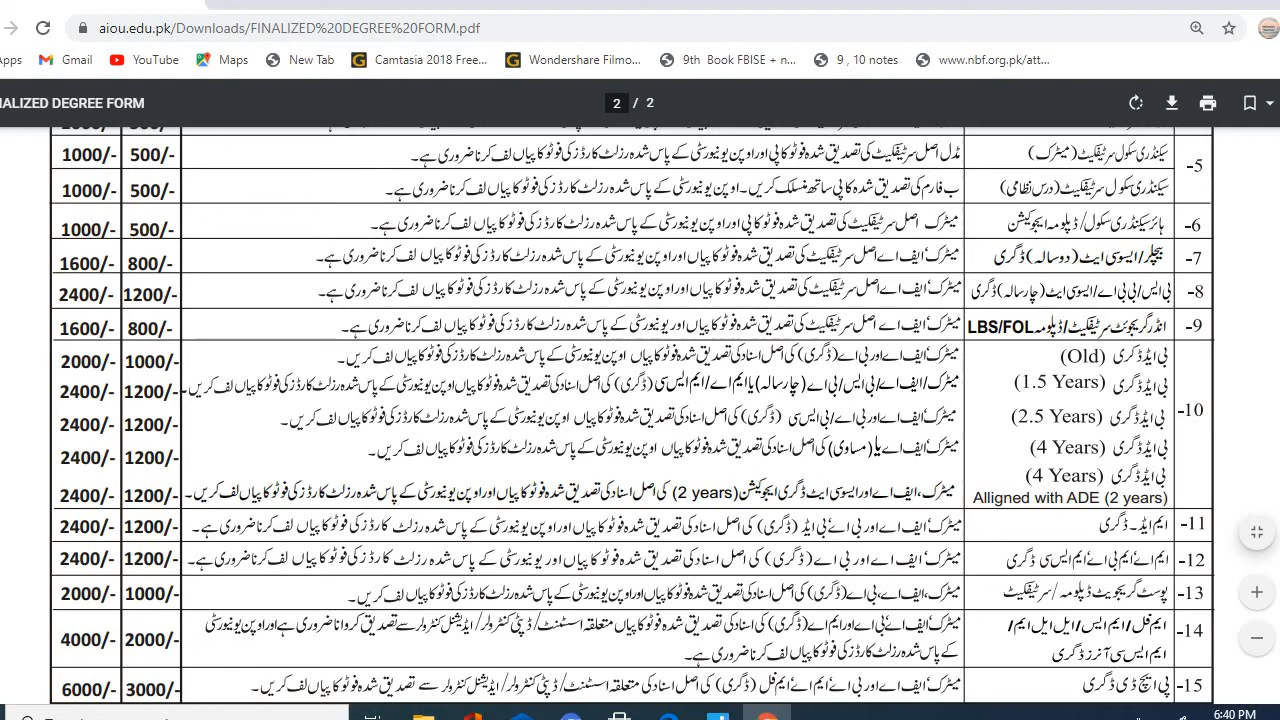 aiou.edu.pk/Downloads/FINALIZED%20DEGREE%20FORM.pdf
pps Gmail YouTube Maps New Tab Camtasia 2018 Free... Wondershare Filmo... 9th Book FBISE + n... 9 , 10 notes www.nbf.org.pk/att...
NALIZED DEGREE FORM 2 / 2
-5 سیکنڈری سکول سرٹیفکیٹ (میٹرک) مڈل اصل سرٹیفکیٹ کی تصدیق شدہ فوٹو کاپی اور اوپن یونیورسٹی کے پاس شدہ رزلٹ کارڈز کی فوٹو کاپیاں لف کرنا ضروری ہے۔ 500/- 1000/-
سیکنڈری سکول سرٹیفکیٹ (درس نظامی) ب فارم کی تصدیق شدہ کاپی ساتھ منسلک کریں۔ اوپن یونیورسٹی کے پاس شدہ رزلٹ کارڈز کی فوٹو کاپیاں لف کرنا ضروری ہے۔ 500/- 1000/-
-6 ہائر سیکنڈری سکول/ڈپلومہ ایجوکیشن میٹرک اصل سرٹیفکیٹ کی تصدیق شدہ فوٹو کاپی اور اوپن یونیورسٹی کے پاس شدہ رزلٹ کارڈز کی فوٹو کاپیاں لف کرنا ضروری ہے۔ 500/- 1000/-
-7 بیچلر/ایسوسی ایٹ (دو سالہ) ڈگری میٹرک، ایف اے اصل سرٹیفکیٹ کی تصدیق شدہ فوٹو کاپیاں اور اوپن یونیورسٹی کے پاس شدہ رزلٹ کارڈز کی فوٹو کاپیاں لف کرنا ضروری ہے۔ 800/- 1600/-
-8 بی ایس/بی بی اے/ایسوسی ایٹ (چار سالہ) ڈگری میٹرک، ایف اے اصل سرٹیفکیٹ کی تصدیق شدہ فوٹو کاپیاں اور اوپن یونیورسٹی کے پاس شدہ رزلٹ کارڈز کی فوٹو کاپیاں لف کرنا ضروری ہے۔ 1200/- 2400/-
-9 انڈر گریجوئٹ سرٹیفکیٹ/ڈپلومہ LBS/FOL میٹرک، ایف اے اصل سرٹیفکیٹ کی تصدیق شدہ فوٹو کاپیاں اور اوپن یونیورسٹی کے پاس شدہ رزلٹ کارڈز کی فوٹو کاپیاں لف کرنا ضروری ہے۔ 800/- 1600/-
-10 بی ایڈ ڈگری (Old) میٹرک، ایف اے اور بی اے (ڈگری) کی اصل اسناد کی تصدیق شدہ فوٹو کاپیاں اوپن یونیورسٹی کے پاس شدہ رزلٹ کارڈز کی فوٹو کاپیاں لف کریں۔ 1000/- 2000/-
بی ایڈ ڈگری (1.5 Years) میٹرک/ایف اے/بی ایس/بی اے (چار سالہ) یا ایم اے/ایم ایس سی (ڈگری) کی اصل اسناد کی تصدیق شدہ فوٹو کاپیاں اوپن یونیورسٹی کے پاس شدہ رزلٹ کارڈز کی فوٹو کاپیاں لف کریں۔ 1200/- 2400/-
بی ایڈ ڈگری (2.5 Years) میٹرک، ایف اے اور بی اے/بی ایس سی (ڈگری) کی اصل اسناد کی تصدیق شدہ فوٹو کاپیاں اوپن یونیورسٹی کے پاس شدہ رزلٹ کارڈز کی فوٹو کاپیاں لف کریں۔ 1200/- 2400/-
بی ایڈ ڈگری (4 Years) میٹرک، ایف اے یا (مساوی) کی اصل اسناد کی تصدیق شدہ فوٹو کاپیاں اوپن یونیورسٹی کے پاس شدہ رزلٹ کارڈز کی فوٹو کاپیاں لف کریں۔ 1200/- 2400/-
بی ایڈ ڈگری (4 Years)
Alligned with ADE (2 years) میٹرک، ایف اے اور ایسوسی ایٹ ڈگری ایجوکیشن (2 years) کی اصل اسناد کی تصدیق شدہ فوٹو کاپیاں اور اوپن یونیورسٹی کے پاس شدہ رزلٹ کارڈز کی فوٹو کاپیاں لف کریں۔ 1200/- 2400/-
-11 ایم ایڈ۔ ڈگری میٹرک، ایف اے اور بی اے، بی ایڈ (ڈگری) کی اصل اسناد کی تصدیق شدہ فوٹو کاپیاں اور اوپن یونیورسٹی کے پاس شدہ رزلٹ کارڈز کی فوٹو کاپیاں لف کرنا ضروری ہے۔ 1200/- 2400/-
-12 ایم اے، ایم بی اے، ایم ایس سی ڈگری میٹرک، ایف اے اور بی اے (ڈگری) کی اصل اسناد کی تصدیق شدہ فوٹو کاپیاں اور اوپن یونیورسٹی کے پاس شدہ رزلٹ کارڈز کی فوٹو کاپیاں لف کرنا ضروری ہے۔ 1200/- 2400/-
-13 پوسٹ گریجویٹ ڈپلومہ/سرٹیفکیٹ میٹرک، ایف اے، بی اے (ڈگری) کی اصل اسناد کی تصدیق شدہ فوٹو کاپیاں اور اوپن یونیورسٹی کے پاس شدہ رزلٹ کارڈز کی فوٹو کاپیاں لف کریں۔ 1000/- 2000/-
-14 ایم فل/ایم ایس/ایل ایل ایم/ میٹرک، ایف اے، بی اے اور ایم اے (ڈگری) کی اسناد کی تصدیق شدہ فوٹو کاپیاں متعلقہ اسسٹنٹ/ڈپٹی کنٹرولر/ایڈیشنل کنٹرولر سے تصدیق کروانا ضروری ہے اور اوپن یونیورسٹی 2000/- 4000/-
ایم ایس سی آنرز ڈگری کے پاس شدہ رزلٹ کارڈز کی فوٹو کاپیاں لف کرنا ضروری ہے۔
-15 پی ایچ ڈی ڈگری میٹرک، ایف اے اور بی اے، ایم اے، ایم فل (ڈگری) کی اصل اسناد کی متعلقہ اسسٹنٹ/ڈپٹی کنٹرولر/ایڈیشنل کنٹرولر سے تصدیق شدہ فوٹو کاپیاں لف کریں۔ 3000/- 6000/-
6:40 PM